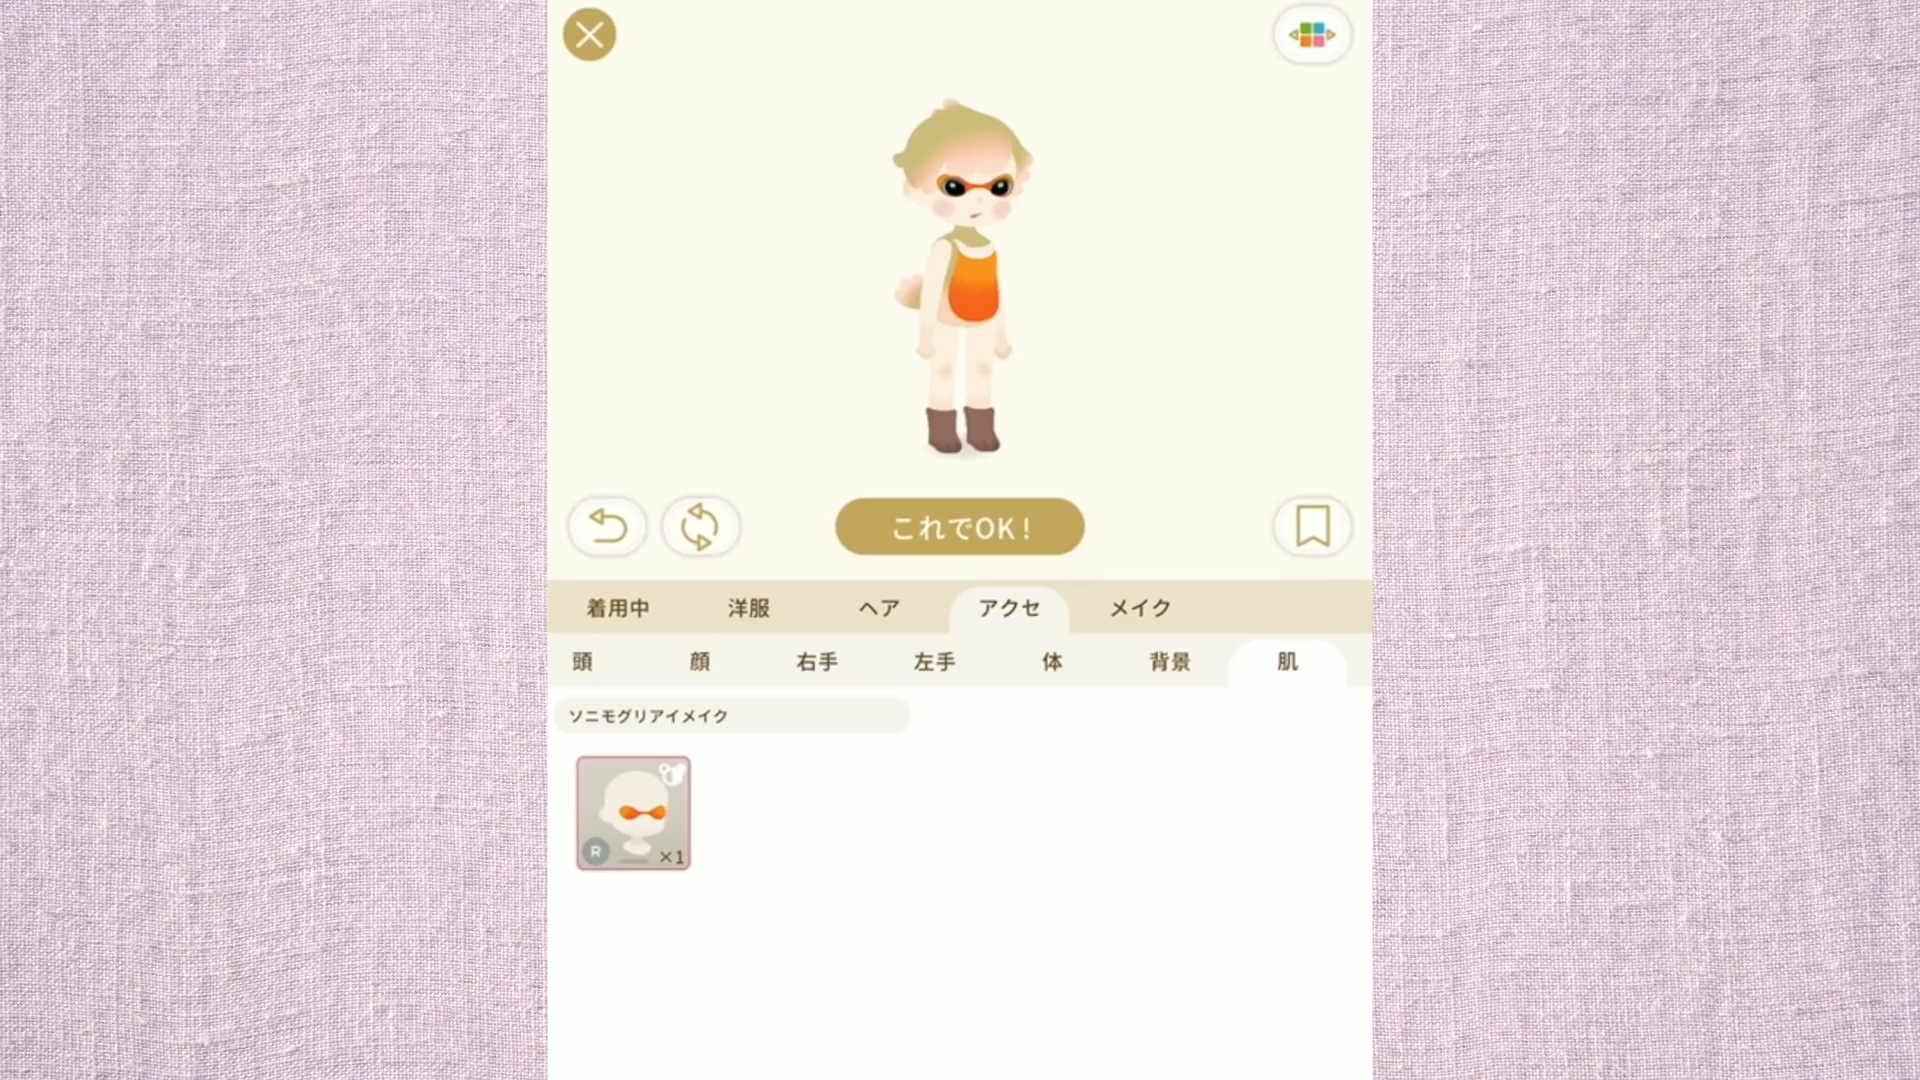 これでOK！
着用中 洋服 ヘア アクセ メイク
頭 顔 右手 左手 体 背景 肌
ソニモグリアイメイク
R ×1